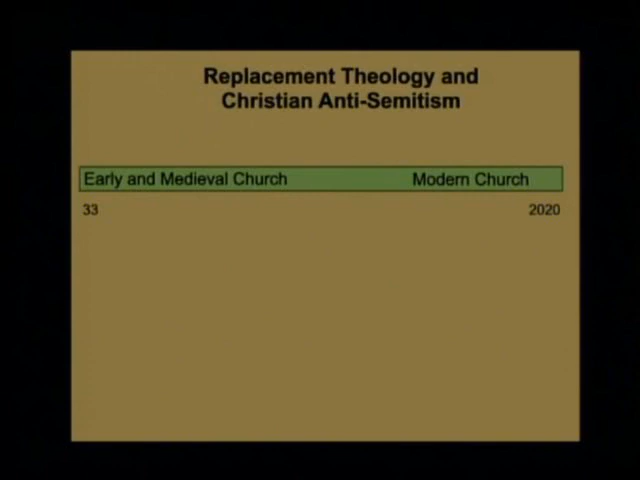 Replacement Theology and
Christian Anti-Semitism
Early and Medieval Church Modern Church
33 2020